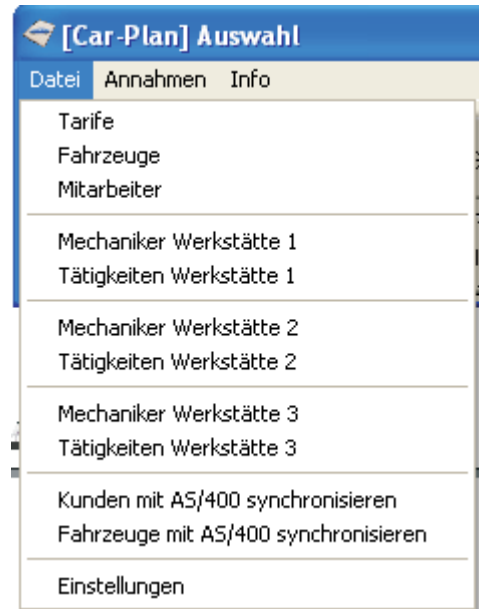 [Car-Plan] Auswahl
Datei Annahmen Info
Tarife
Fahrzeuge
Mitarbeiter
Mechaniker Werkstätte 1
Tätigkeiten Werkstätte 1
Mechaniker Werkstätte 2
Tätigkeiten Werkstätte 2
Mechaniker Werkstätte 3
Tätigkeiten Werkstätte 3
Kunden mit AS/400 synchronisieren
Fahrzeuge mit AS/400 synchronisieren
Einstellungen